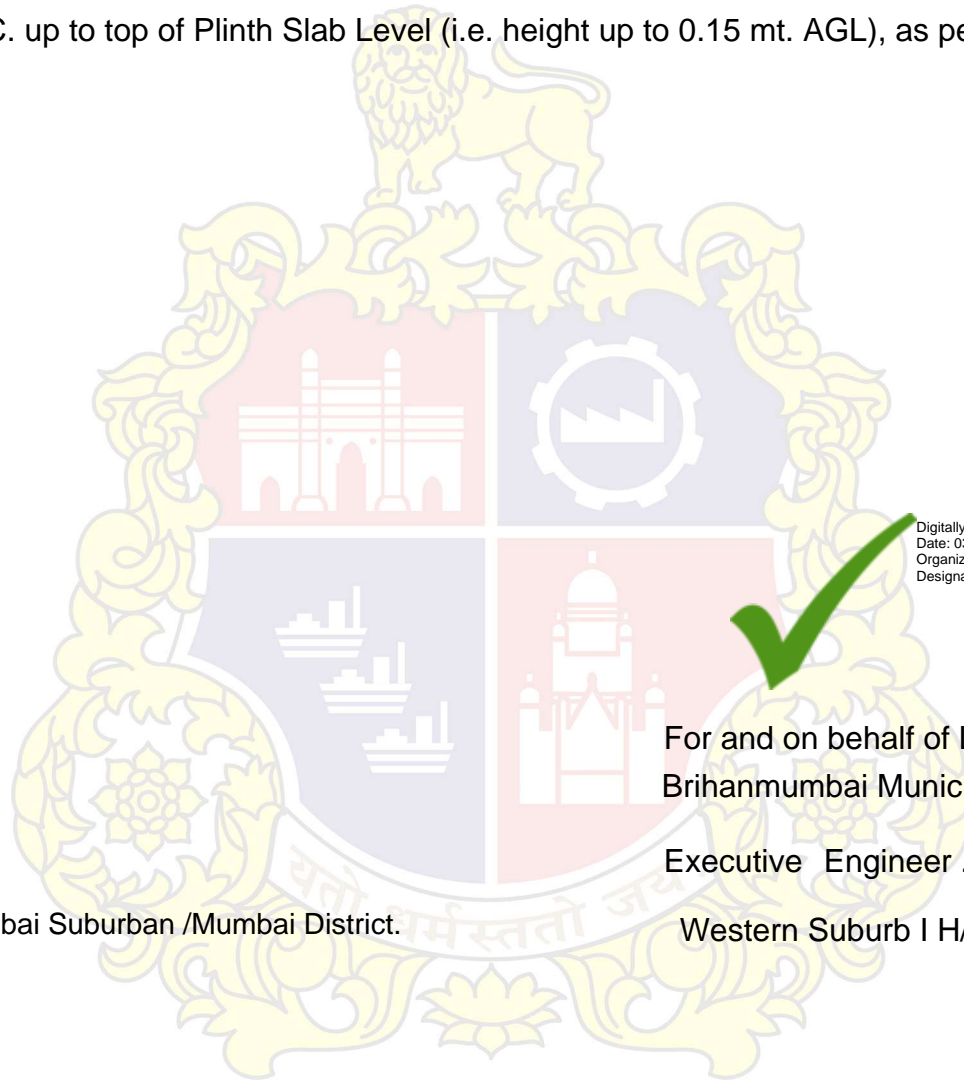 C. up to top of Plinth Slab Level (i.e. height up to 0.15 mt. AGL), as pe
Digitally
Date: 03
Organiz
Designa
For and on behalf of
Brihanmumbai Munic
Executive Engineer
bai Suburban /Mumbai District.
Western Suburb I H/
यतो धर्मस्ततो जय